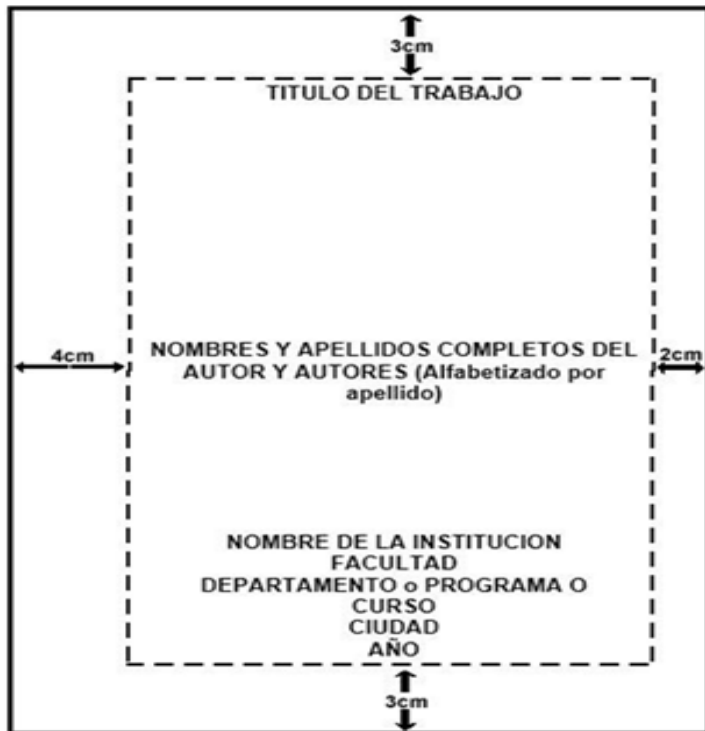 3cm
TITULO DEL TRABAJO
4cm
NOMBRES Y APELLIDOS COMPLETOS DEL
2cm
AUTOR Y AUTORES (Alfabetizado por
apellido)
NOMBRE DE LA INSTITUCION
FACULTAD
DEPARTAMENTO o PROGRAMA O
CURSO
CIUDAD
AÑO
3cm